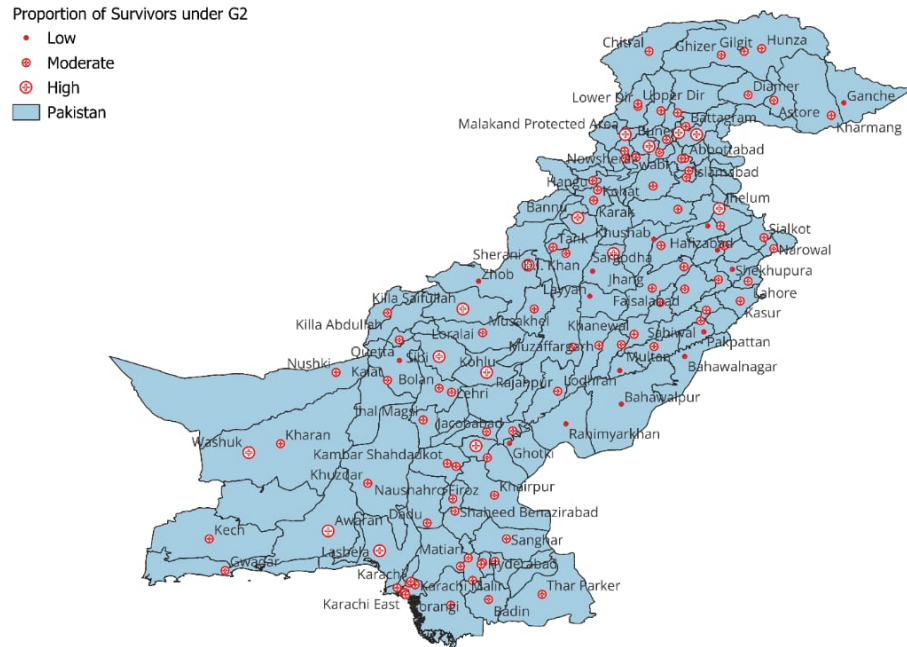 Proportion of Survivors under G2
Low
Moderate
High
Pakistan
Chitral
Ghizer
Gilgit
Hunza
Lower Dir
Upper Dir
Diamer
Ganche
Astore
Kharmang
Malakand Protected Area
Battagram
Buner
Abbottabad
Nowshera
Swabi
Islamabad
Hangu
Kohat
Bannu
Karak
Jhelum
Khushab
Tank
Hafizabad
Sialkot
Narowal
Sherani
D.I. Khan
Sargodha
Zhob
Jhang
Shekhupura
Layyah
Faisalabad
Lahore
Killa Saifullah
Kasur
Killa Abdullah
Loralai
Musakhel
Khanewal
Sahiwal
Pakpattan
Quetta
Sibi
Kohlu
Muzaffargarh
Multan
Bahawalnagar
Nushki
Kalat
Bolan
Lehri
Rajanpur
Lodhran
Bahawalpur
Jhal Magsi
Jacobabad
Rahimyarkhan
Washuk
Kharan
Kambar Shahdadkot
Ghotki
Khuzdar
Naushahro Firoz
Khairpur
Shaheed Benazirabad
Kech
Awaran
Dadu
Sanghar
Gwadar
Lasbela
Matiari
Hyderabad
Karachi
Karachi Malir
Thar Parker
Karachi East
Korangi
Badin